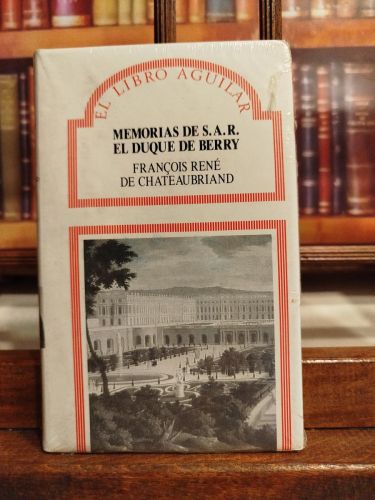 EL LIBRO AGUILAR
MEMORIAS DE S.A.R.
EL DUQUE DE BERRY
FRANÇOIS RENÉ
DE CHATEAUBRIAND